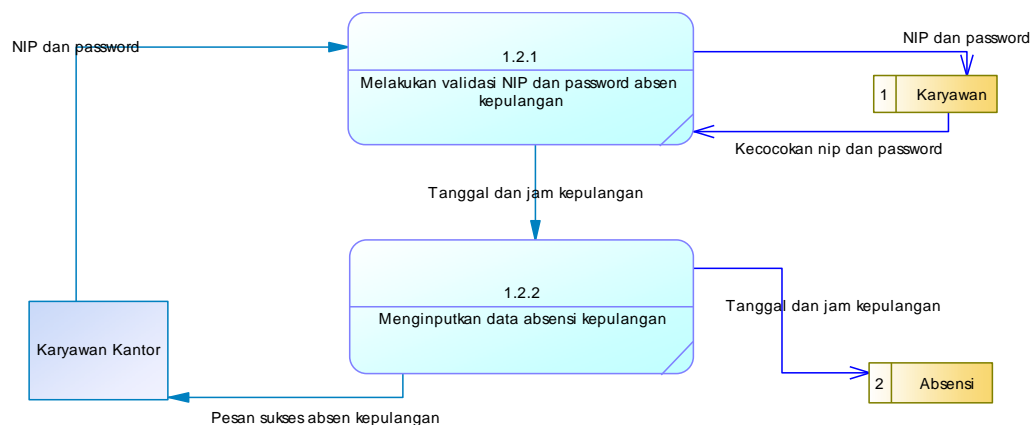 NIP dan password
1.2.1
Melakukan validasi NIP dan password absen
kepulangan
NIP dan password
1 Karyawan
Kecocokan nip dan password
Tanggal dan jam kepulangan
1.2.2
Menginputkan data absensi kepulangan
Tanggal dan jam kepulangan
Karyawan Kantor
2 Absensi
Pesan sukses absen kepulangan